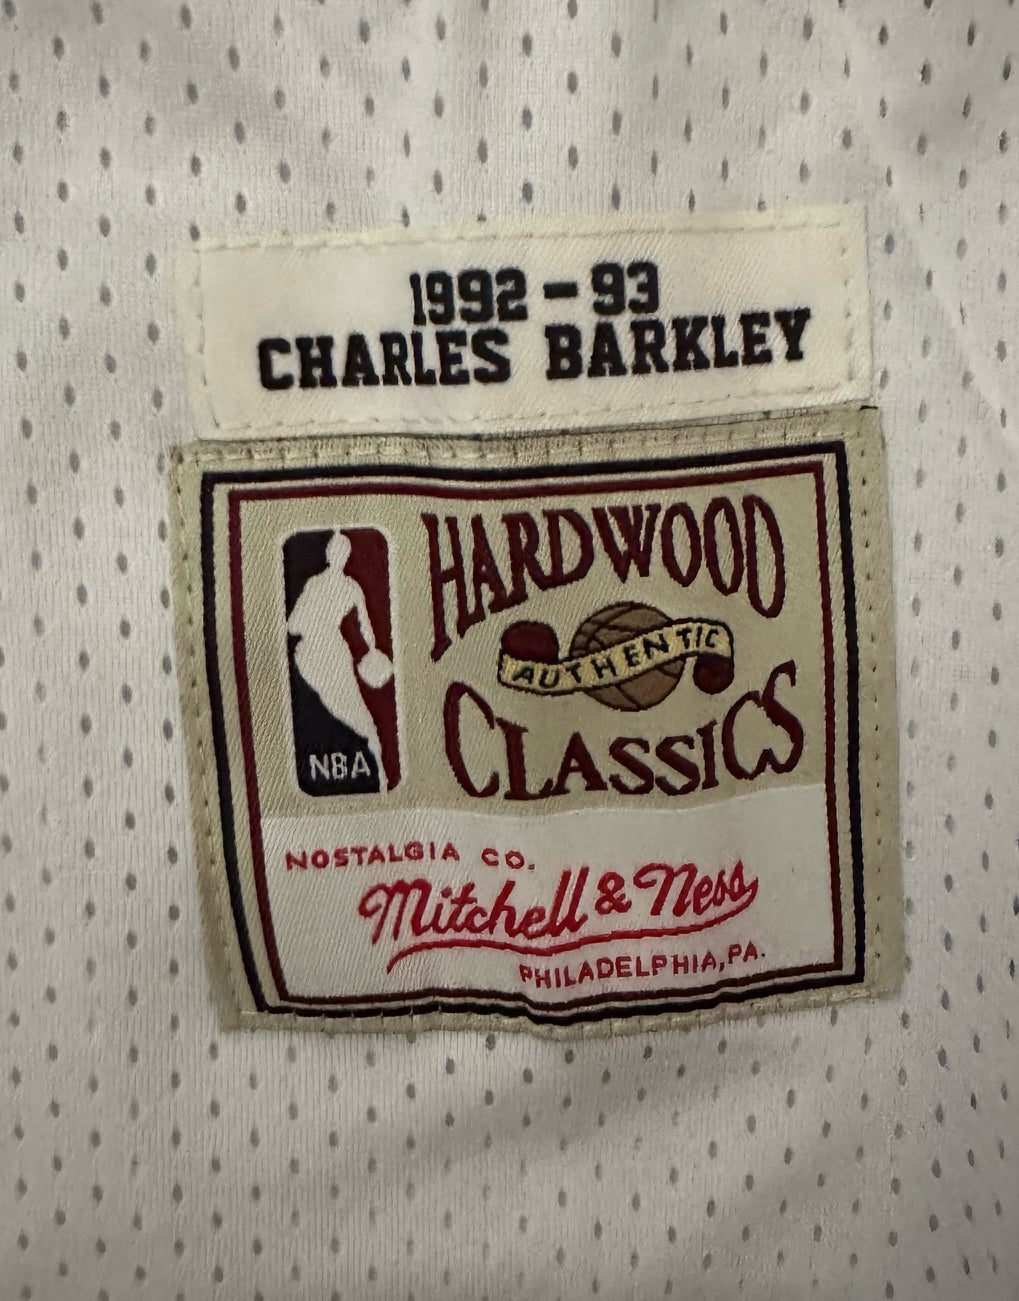 1992-93
CHARLES BARKLEY
HARDWOOD
AUTHENTIC
CLASSICS
NBA
NOSTALGIA CO.
Mitchell & Ness
PHILADELPHIA, PA.